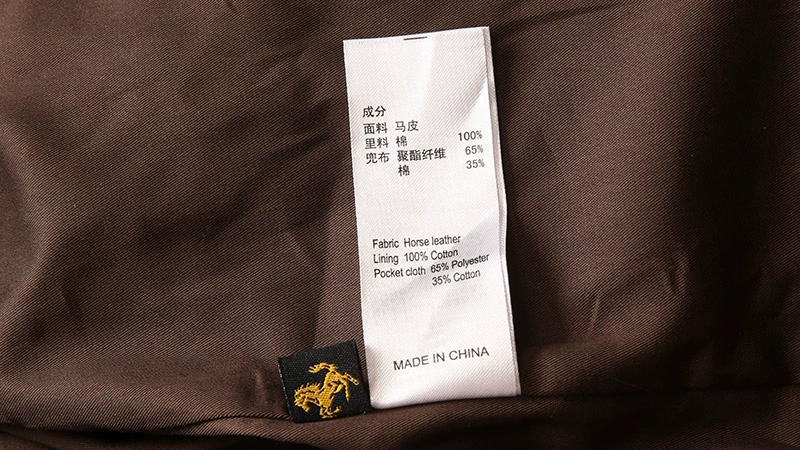 成分
面料 马皮
里料 棉 100%
兜布 聚酯纤维 65%
棉 35%
Fabric Horse leather
Lining 100% Cotton
Pocket cloth 65% Polyester
35% Cotton
MADE IN CHINA